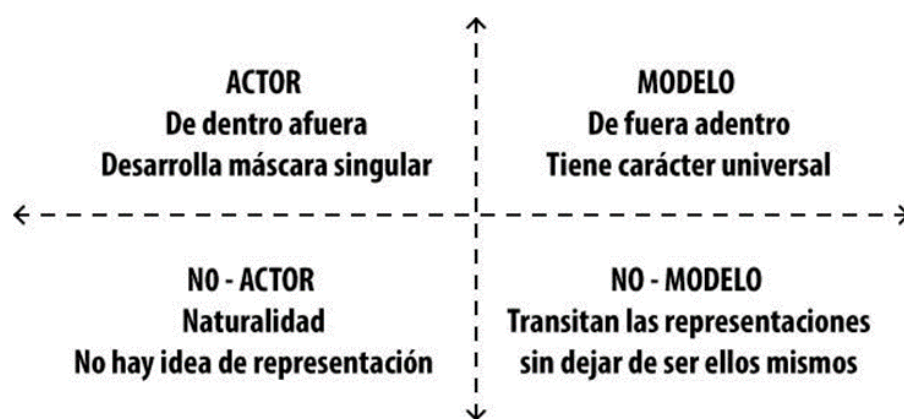 ACTOR
De dentro afuera
Desarrolla máscara singular
MODELO
De fuera adentro
Tiene carácter universal
NO - ACTOR
Naturalidad
No hay idea de representación
NO - MODELO
Transitan las representaciones
sin dejar de ser ellos mismos